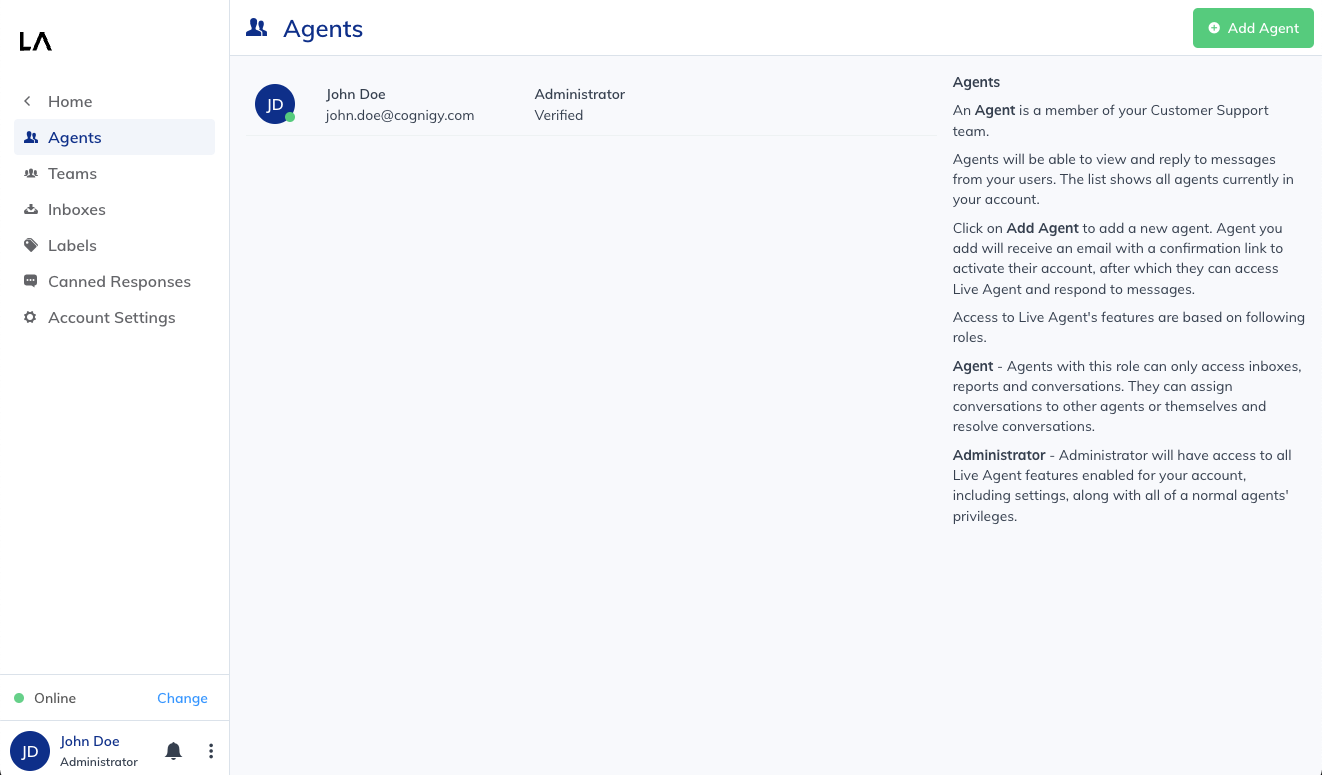 LA
Home
Agents
Teams
Inboxes
Labels
Canned Responses
Account Settings
Online Change
JD
John Doe
Administrator
Agents
Add Agent
JD
John Doe Administrator
john.doe@cognigy.com Verified
Agents
An Agent is a member of your Customer Support
team.
Agents will be able to view and reply to messages
from your users. The list shows all agents currently in
your account.
Click on Add Agent to add a new agent. Agent you
add will receive an email with a confirmation link to
activate their account, after which they can access
Live Agent and respond to messages.
Access to Live Agent's features are based on following
roles.
Agent - Agents with this role can only access inboxes,
reports and conversations. They can assign
conversations to other agents or themselves and
resolve conversations.
Administrator - Administrator will have access to all
Live Agent features enabled for your account,
including settings, along with all of a normal agents'
privileges.